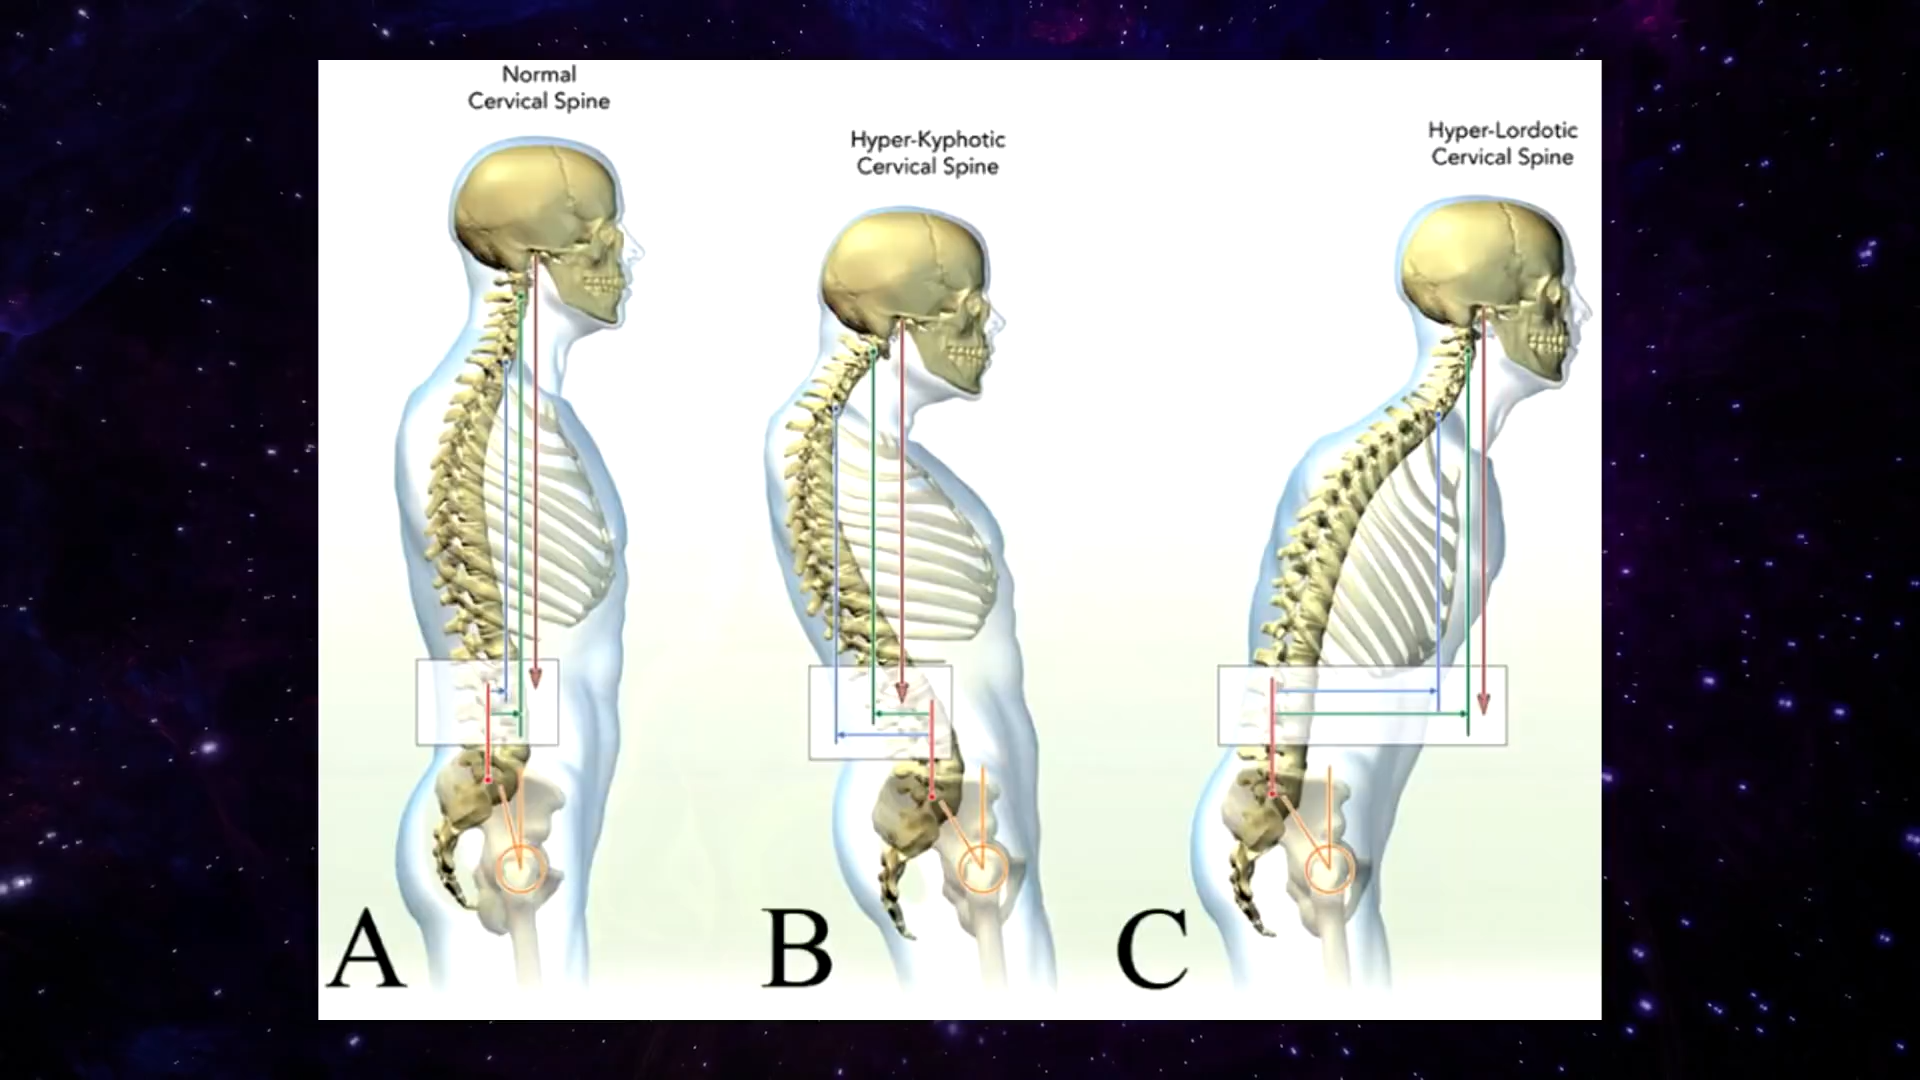 Normal
Cervical Spine
Hyper-Kyphotic
Cervical Spine
Hyper-Lordotic
Cervical Spine
A
B
C